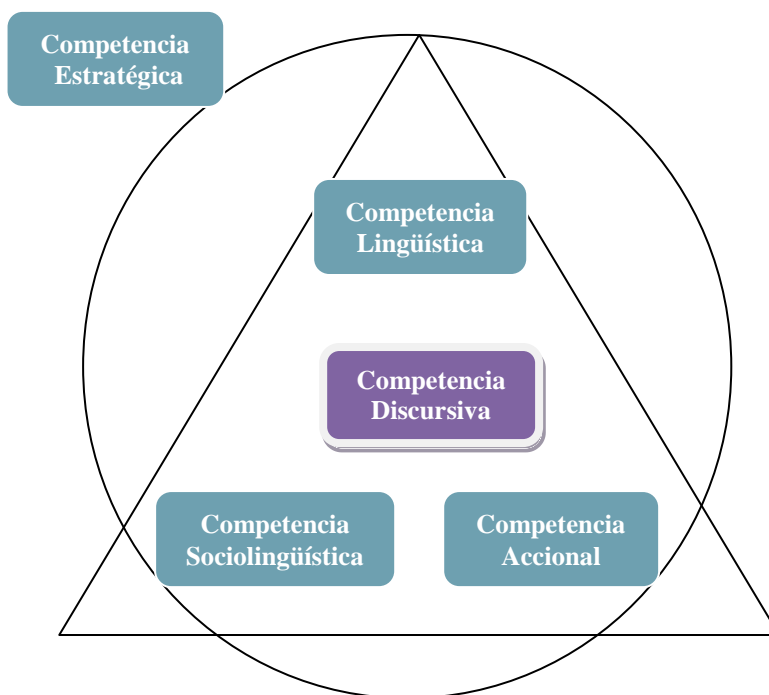 Competencia
Estratégica
Competencia
Lingüística
Competencia
Discursiva
Competencia
Sociolingüística
Competencia
Accional